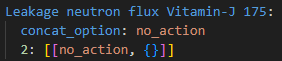 Leakage neutron flux Vitamin-J 175:
  concat_option: no_action
  2: [[no_action, {}]]